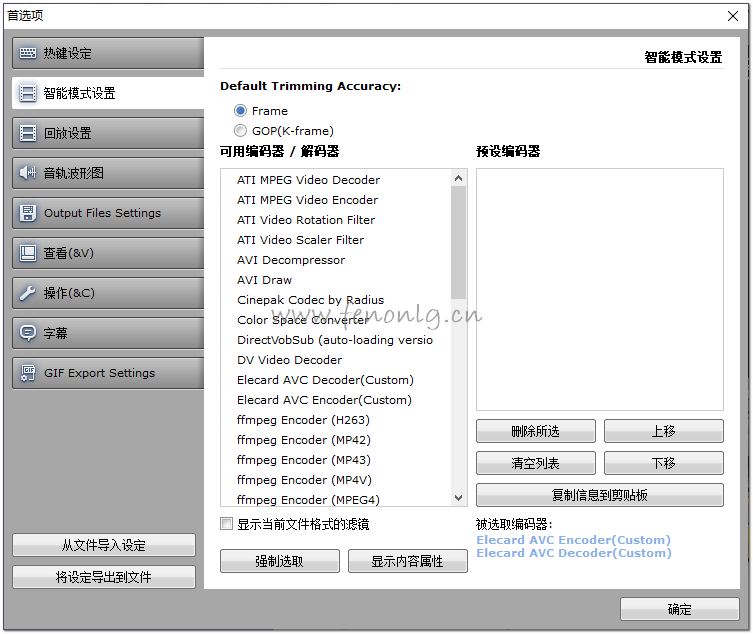 首选项
热键设定
智能模式设置
回放设置
音轨波形图
Output Files Settings
查看(&V)
操作(&C)
字幕
GIF Export Settings
从文件导入设定
将设定导出到文件
智能模式设置
Default Trimming Accuracy:
Frame
GOP(K-frame)
可用编码器 / 解码器
ATI MPEG Video Decoder
ATI MPEG Video Encoder
ATI Video Rotation Filter
ATI Video Scaler Filter
AVI Decompressor
AVI Draw
Cinepak Codec by Radius
Color Space Converter
DirectVobSub (auto-loading versio
DV Video Decoder
Elecard AVC Decoder(Custom)
Elecard AVC Encoder(Custom)
ffmpeg Encoder (H263)
ffmpeg Encoder (MP42)
ffmpeg Encoder (MP43)
ffmpeg Encoder (MP4V)
ffmpeg Encoder (MPEG4)
显示当前文件格式的滤镜
强制选取
显示内容属性
预设编码器
删除所选
上移
清空列表
下移
复制信息到剪贴板
被选取编码器:
Elecard AVC Encoder(Custom)
Elecard AVC Decoder(Custom)
确定
www.fenonlg.cn